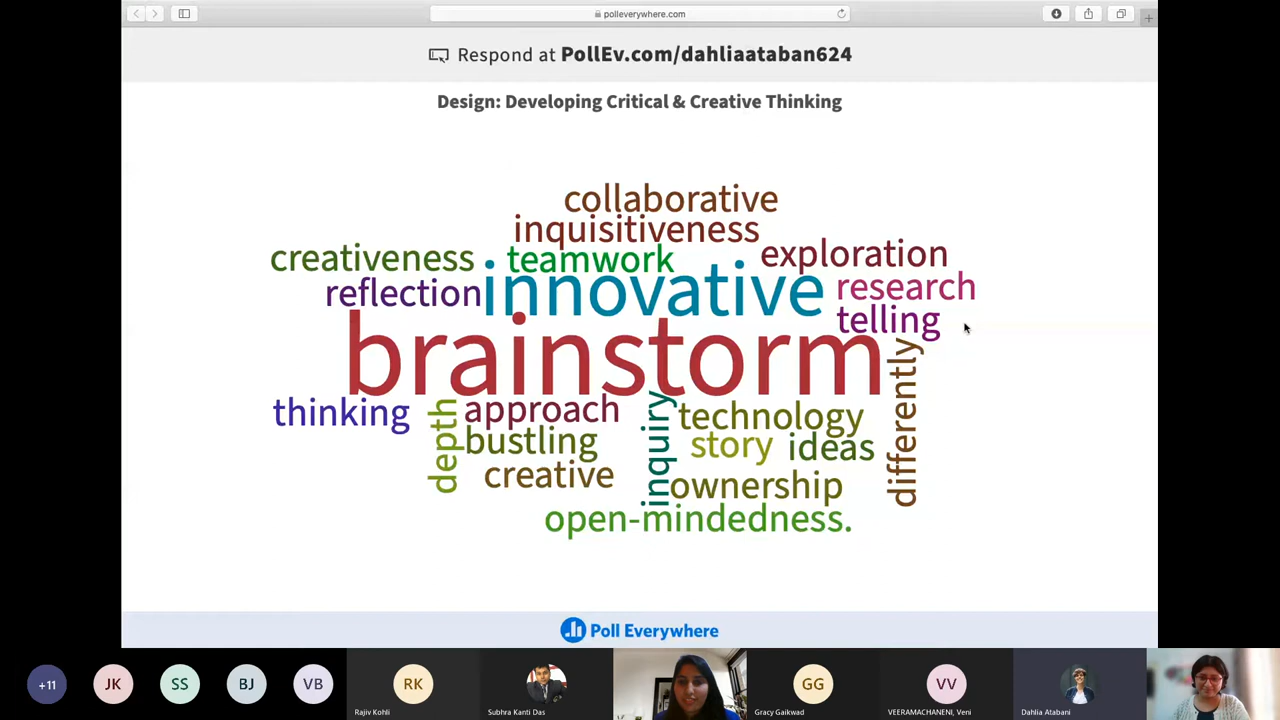 polleverywhere.com
Respond at PollEv.com/dahliaataban624
Design: Developing Critical & Creative Thinking
collaborative
inquisitiveness
creativeness
teamwork
exploration
reflection
innovative
research
telling
brainstorm
differently
thinking
depth
approach
bustling
creative
inquiry
technology
story
ideas
ownership
open-mindedness.
Poll Everywhere
+11
JK
SS
BJ
VB
RK
Rajiv Kohli
Subhra Kanti Das
GG
Gracy Gaikwad
VV
VEERAMACHANENI, Veni
Dahlia Atabani